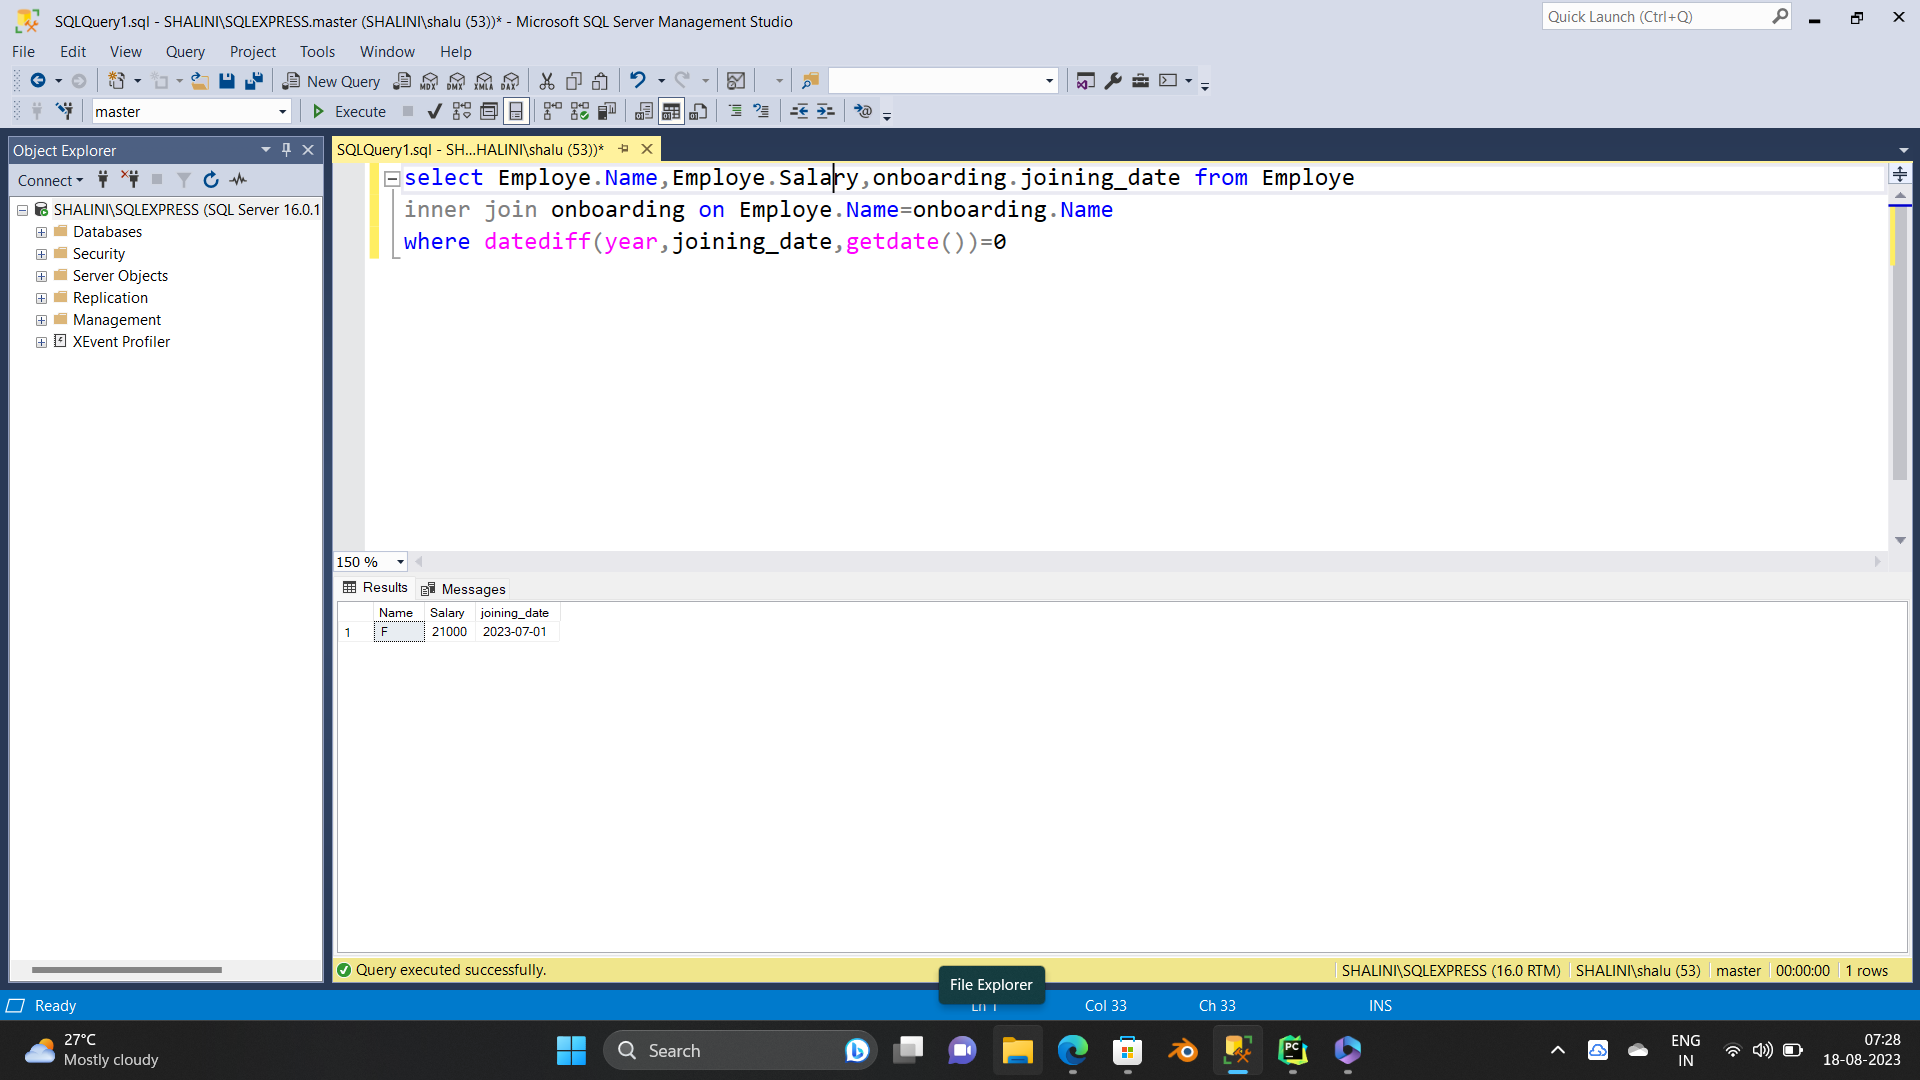 SQLQuery1.sql - SHALINI\SQLEXPRESS.master (SHALINI\shalu (53))* - Microsoft SQL Server Management Studio
Quick Launch (Ctrl+Q)
File Edit View Query Project Tools Window Help
New Query
MDX DMX XMLA DAX
master
Execute
Object Explorer
Connect
SHALINI\SQLEXPRESS (SQL Server 16.0.1
Databases
Security
Server Objects
Replication
Management
XEvent Profiler
SQLQuery1.sql - SH...HALINI\shalu (53))*
select Employe.Name,Employe.Salary,onboarding.joining_date from Employe
inner join onboarding on Employe.Name=onboarding.Name
where datediff(year,joining_date,getdate())=0
150 %
Results Messages
Name Salary joining_date
1 F 21000 2023-07-01
Query executed successfully.
SHALINI\SQLEXPRESS (16.0 RTM) SHALINI\shalu (53) master 00:00:00 1 rows
File Explorer
Ready
Ln 1 Col 33 Ch 33 INS
27°C
Mostly cloudy
Search
PC
ENG
IN
07:28
18-08-2023